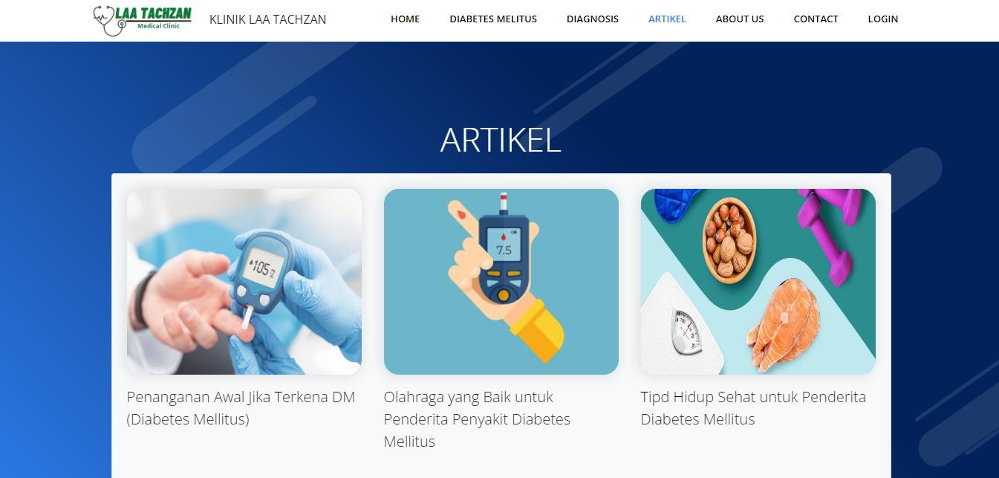 LAA TACHZAN
Medical Clinic
KLINIK LAA TACHZAN
HOME
DIABETES MELITUS
DIAGNOSIS
ARTIKEL
ABOUT US
CONTACT
LOGIN
ARTIKEL
105
7.5
Penanganan Awal Jika Terkena DM
(Diabetes Mellitus)
Olahraga yang Baik untuk
Penderita Penyakit Diabetes
Mellitus
Tipd Hidup Sehat untuk Penderita
Diabetes Mellitus